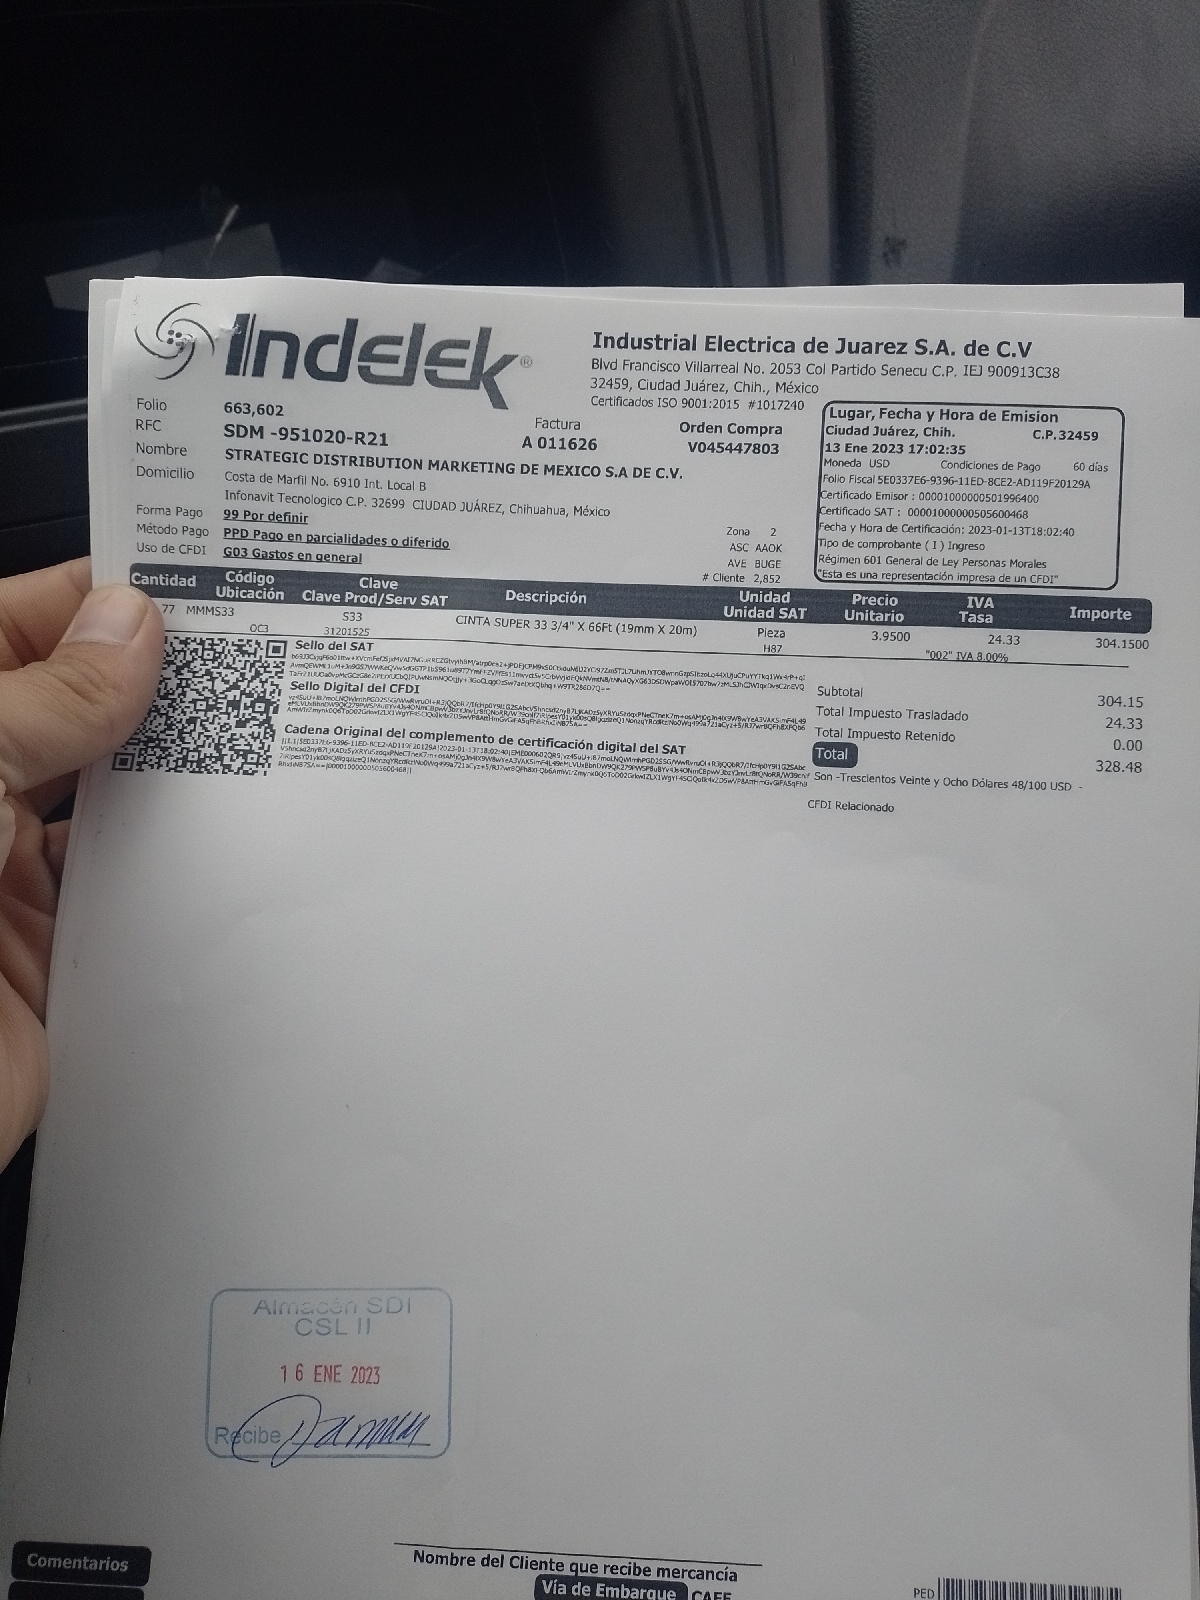 Indelek®
Industrial Electrica de Juarez S.A. de C.V
Blvd Francisco Villarreal No. 2053 Col Partido Senecu C.P. IEJ 900913C38
32459, Ciudad Juárez, Chih., México
Certificados ISO 9001:2015 #1017240
Folio 663,602
RFC SDM -951020-R21
Factura
A 011626
Orden Compra
V045447803
Nombre STRATEGIC DISTRIBUTION MARKETING DE MEXICO S.A DE C.V.
Domicilio Costa de Marfil No. 6910 Int. Local B
Infonavit Tecnologico C.P. 32699 CIUDAD JUÁREZ, Chihuahua, México
Forma Pago 99 Por definir
Método Pago PPD Pago en parcialidades o diferido
Uso de CFDI G03 Gastos en general
Zona 2
ASC AAOK
AVE BUGE
# Cliente 2,852
Lugar, Fecha y Hora de Emision
Ciudad Juárez, Chih. C.P. 32459
13 Ene 2023 17:02:35
Moneda USD Condiciones de Pago 60 días
Folio Fiscal 5E0337E6-9396-11ED-8CE2-AD119F20129A
Certificado Emisor : 00001000000501996400
Certificado SAT : 00001000000505600468
Fecha y Hora de Certificación: 2023-01-13T18:02:40
Tipo de comprobante ( I ) Ingreso
Régimen 601 General de Ley Personas Morales
"Esta es una representación impresa de un CFDI"
Cantidad Código Clave Descripción Unidad Precio IVA Importe
Ubicación Clave Prod/Serv SAT Unidad SAT Unitario Tasa
77 MMMS33 S33 CINTA SUPER 33 3/4" X 66Ft (19mm X 20m) Pieza 3.9500 24.33 304.1500
OC3 31201525 H87 "002" IVA 8.00%
Sello del SAT
Sello Digital del CFDI
Cadena Original del complemento de certificación digital del SAT
Subtotal 304.15
Total Impuesto Trasladado 24.33
Total Impuesto Retenido 0.00
Total 328.48
Son -Trescientos Veinte y Ocho Dólares 48/100 USD -
CFDI Relacionado
Almacén SDI
CSL II
16 ENE 2023
Recibe
Comentarios
Nombre del Cliente que recibe mercancía
Vía de Embarque
PED